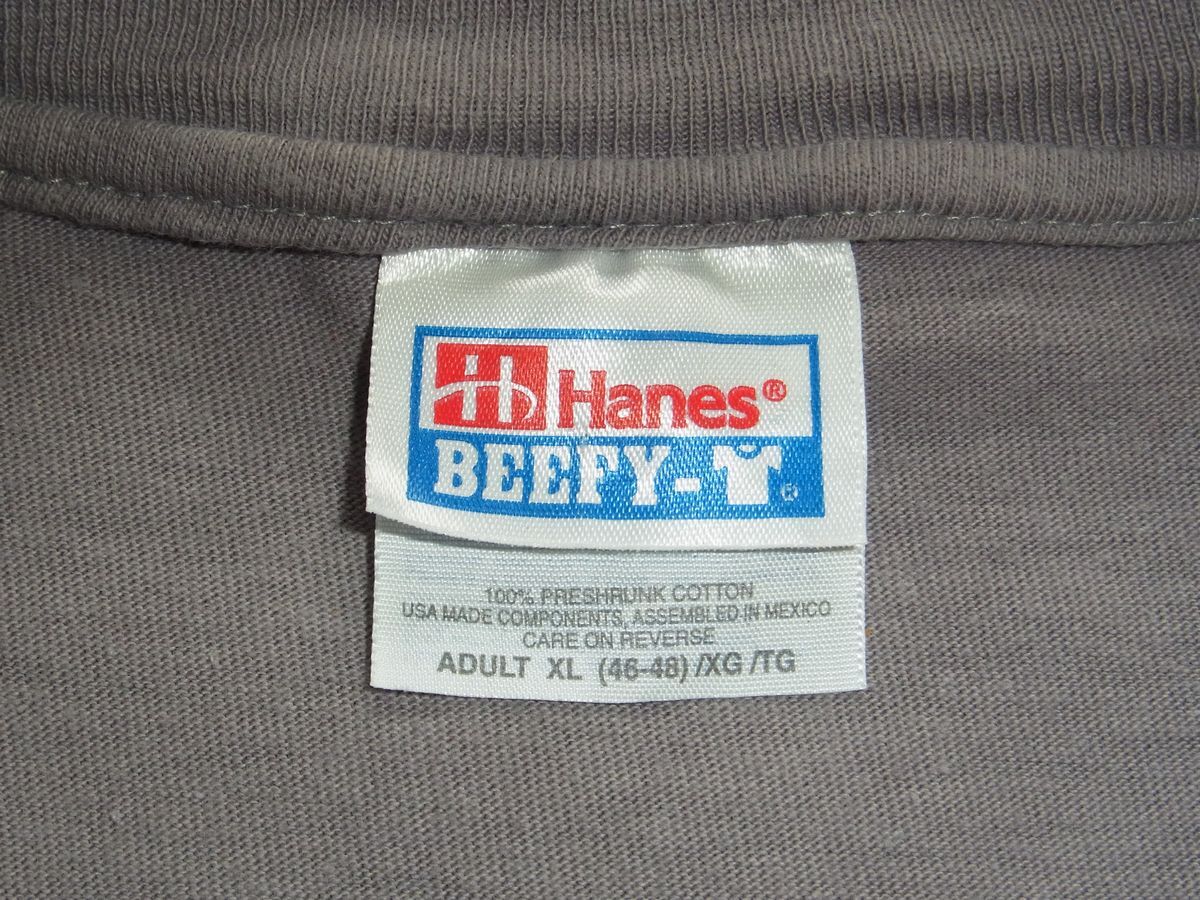 H Hanes®
BEEFY-T®
100% PRESHRUNK COTTON
USA MADE COMPONENTS, ASSEMBLED IN MEXICO
CARE ON REVERSE
ADULT XL (46-48) /XG /TG